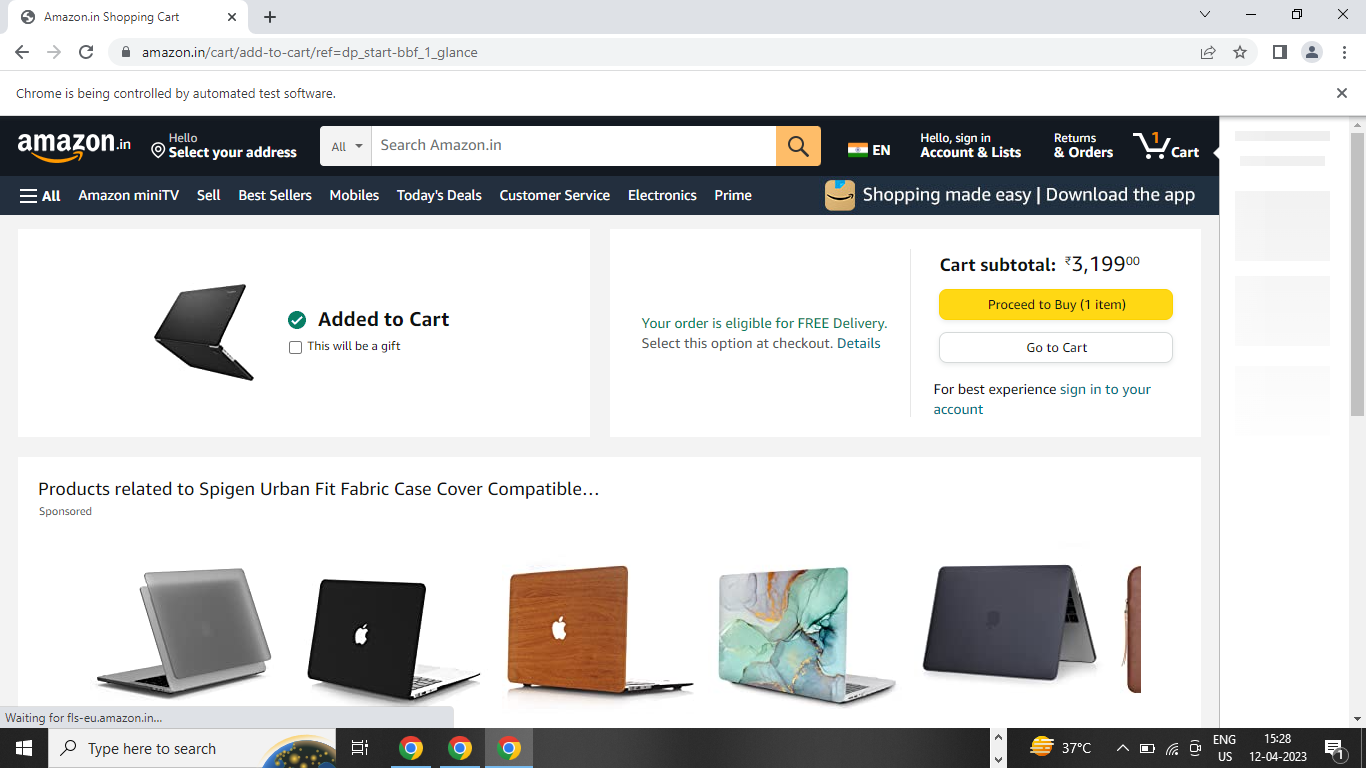 Amazon.in Shopping Cart
amazon.in/cart/add-to-cart/ref=dp_start-bbf_1_glance
Chrome is being controlled by automated test software.
amazon.in
Hello
Select your address
All
Search Amazon.in
EN
Hello, sign in
Account & Lists
Returns
& Orders
1
Cart
All
Amazon miniTV
Sell
Best Sellers
Mobiles
Today's Deals
Customer Service
Electronics
Prime
Shopping made easy | Download the app
Added to Cart
This will be a gift
Your order is eligible for FREE Delivery.
Select this option at checkout. Details
Cart subtotal: ₹3,19900
Proceed to Buy (1 item)
Go to Cart
For best experience sign in to your
account
Products related to Spigen Urban Fit Fabric Case Cover Compatible…
Sponsored
Waiting for fls-eu.amazon.in...
Type here to search
37°C
ENG
US
15:28
12-04-2023
1